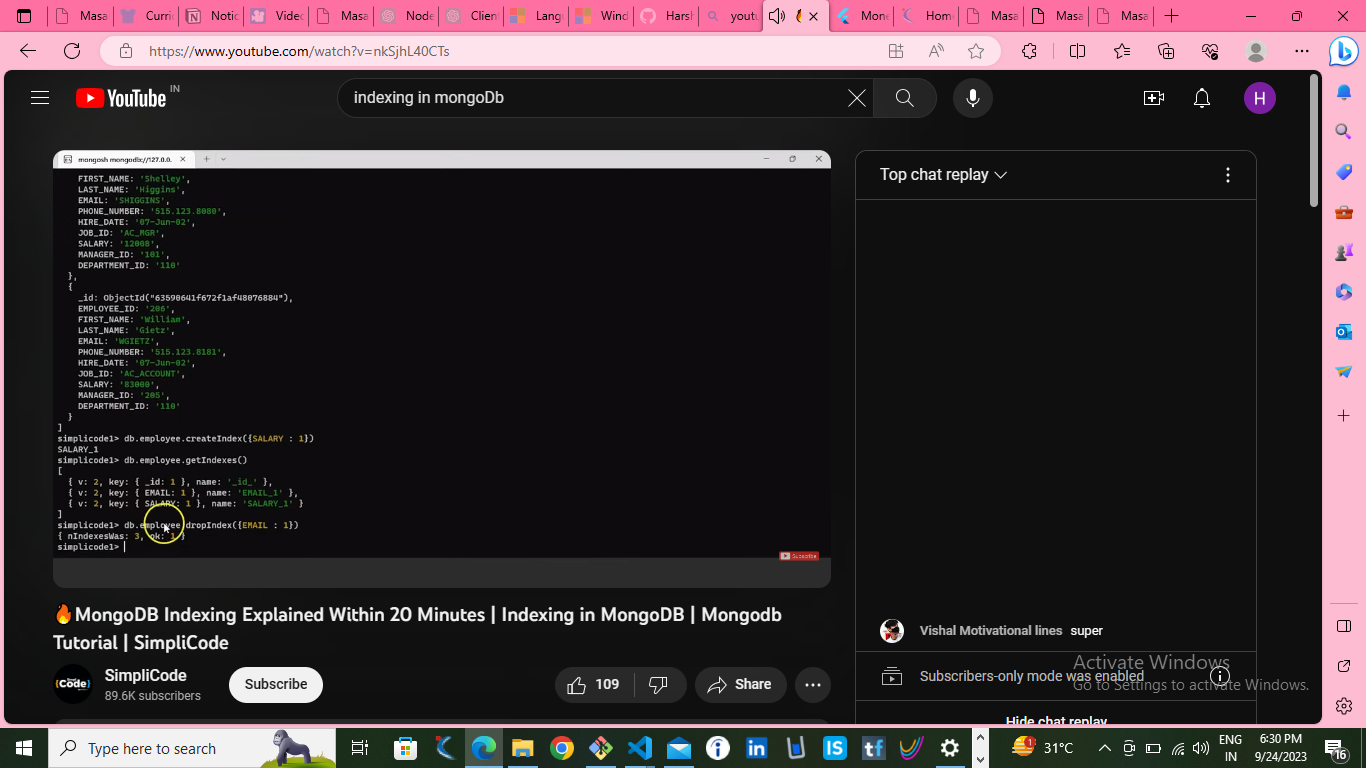 Masa
Curri
Notic
Videc
Masa
Node
Clien
Lang
Wind
Harsh
youtu
Mone
Hom
Masa
Masa
Masa
https://www.youtube.com/watch?v=nkSjhL40CTs
YouTube IN
indexing in mongoDb
H
mongosh mongodb://127.0.0.
FIRST_NAME: 'Shelley',
LAST_NAME: 'Higgins',
EMAIL: 'SHIGGINS',
PHONE_NUMBER: '515.123.8080',
HIRE_DATE: '07-Jun-02',
JOB_ID: 'AC_MGR',
SALARY: '12008',
MANAGER_ID: '101',
DEPARTMENT_ID: '110'
},
{
_id: ObjectId("63590641f672f1af48076884"),
EMPLOYEE_ID: '206',
FIRST_NAME: 'William',
LAST_NAME: 'Gietz',
EMAIL: 'WGIETZ',
PHONE_NUMBER: '515.123.8181',
HIRE_DATE: '07-Jun-02',
JOB_ID: 'AC_ACCOUNT',
SALARY: '83000',
MANAGER_ID: '205',
DEPARTMENT_ID: '110'
}
]
simplicode1> db.employee.createIndex({SALARY : 1})
SALARY_1
simplicode1> db.employee.getIndexes()
[
{ v: 2, key: { _id: 1 }, name: '_id_' },
{ v: 2, key: { EMAIL: 1 }, name: 'EMAIL_1' },
{ v: 2, key: { SALARY: 1 }, name: 'SALARY_1' }
]
simplicode1> db.employee.dropIndex({EMAIL : 1})
{ nIndexesWas: 3, ok: 1 }
simplicode1>
Subscribe
🔥MongoDB Indexing Explained Within 20 Minutes | Indexing in MongoDB | Mongodb
Tutorial | SimpliCode
{Code}
SimpliCode
89.6K subscribers
Subscribe
109
Share
Top chat replay
Vishal Motivational lines super
Subscribers-only mode was enabled
Hide chat replay
Activate Windows
Go to Settings to activate Windows.
Type here to search
31°C
ENG
IN
6:30 PM
9/24/2023
16